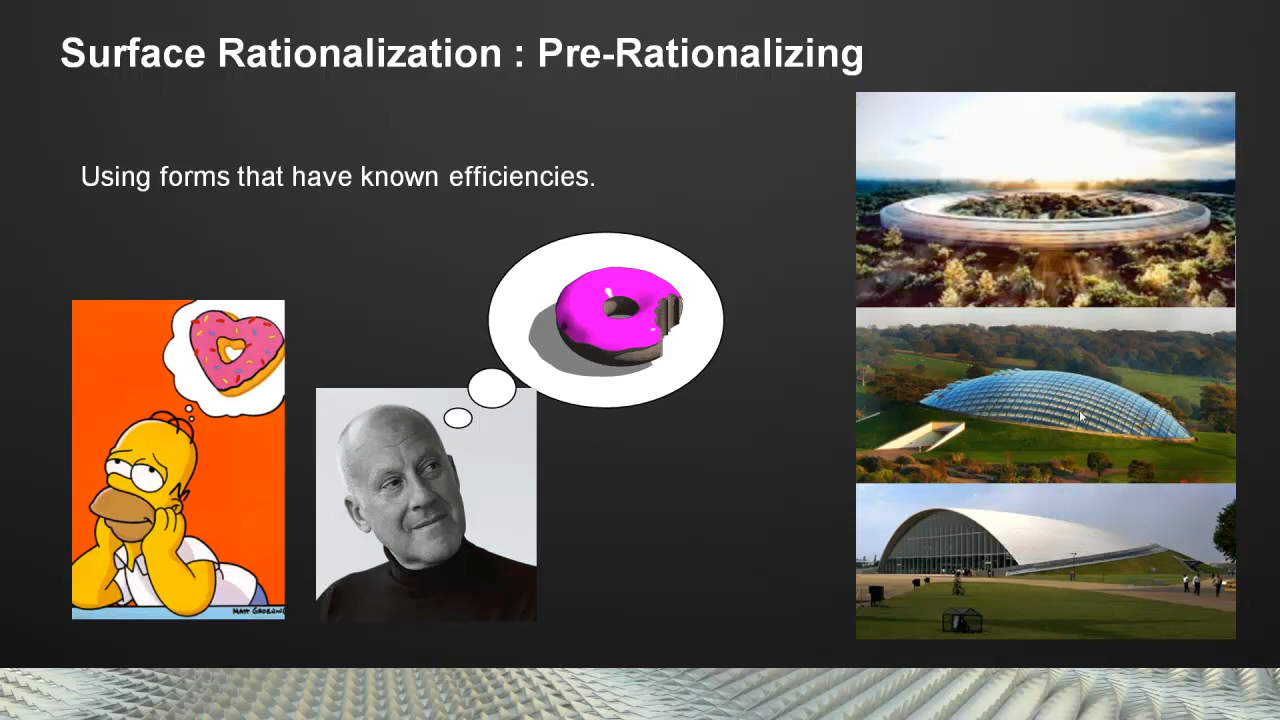 Surface Rationalization : Pre-Rationalizing
Using forms that have known efficiencies.
MATT GROENING